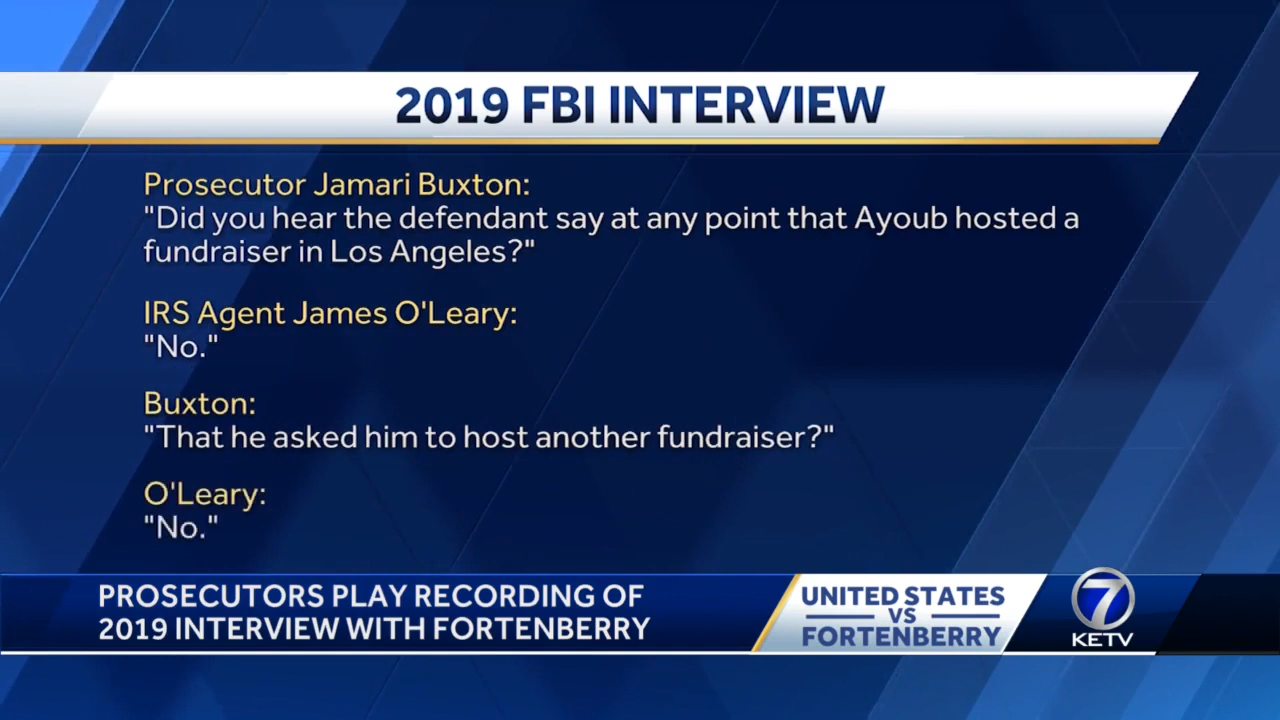 2019 FBI INTERVIEW
Prosecutor Jamari Buxton:
"Did you hear the defendant say at any point that Ayoub hosted a
fundraiser in Los Angeles?"
IRS Agent James O'Leary:
"No."
Buxton:
"That he asked him to host another fundraiser?"
O'Leary:
"No."
PROSECUTORS PLAY RECORDING OF
2019 INTERVIEW WITH FORTENBERRY
UNITED STATES
VS
FORTENBERRY
7
KETV